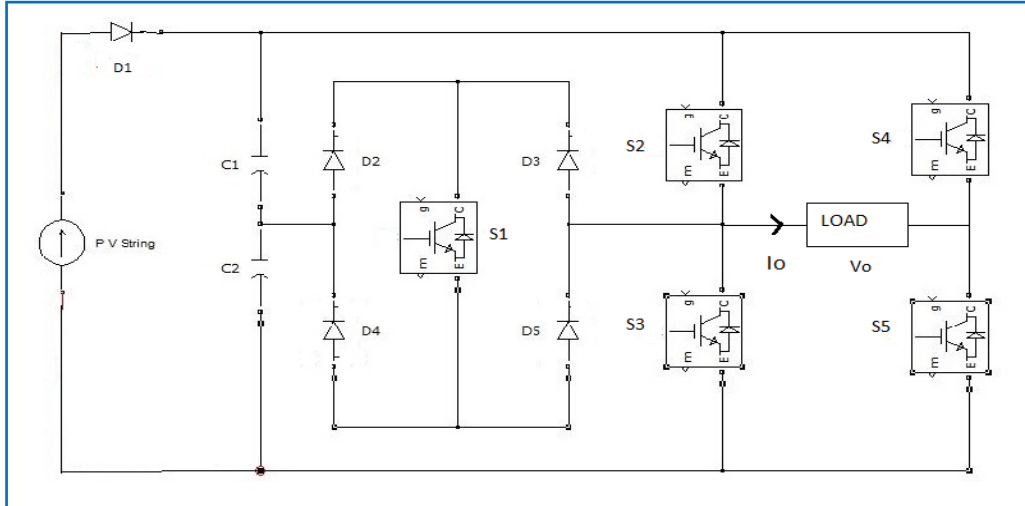 D1
C1
D2
D3
S2
S4
g
C
m
E
g
C
m
E
g
C
m
E
S1
P V String
C2
LOAD
Io
Vo
D4
D5
S3
S5
g
C
m
E
g
C
m
E